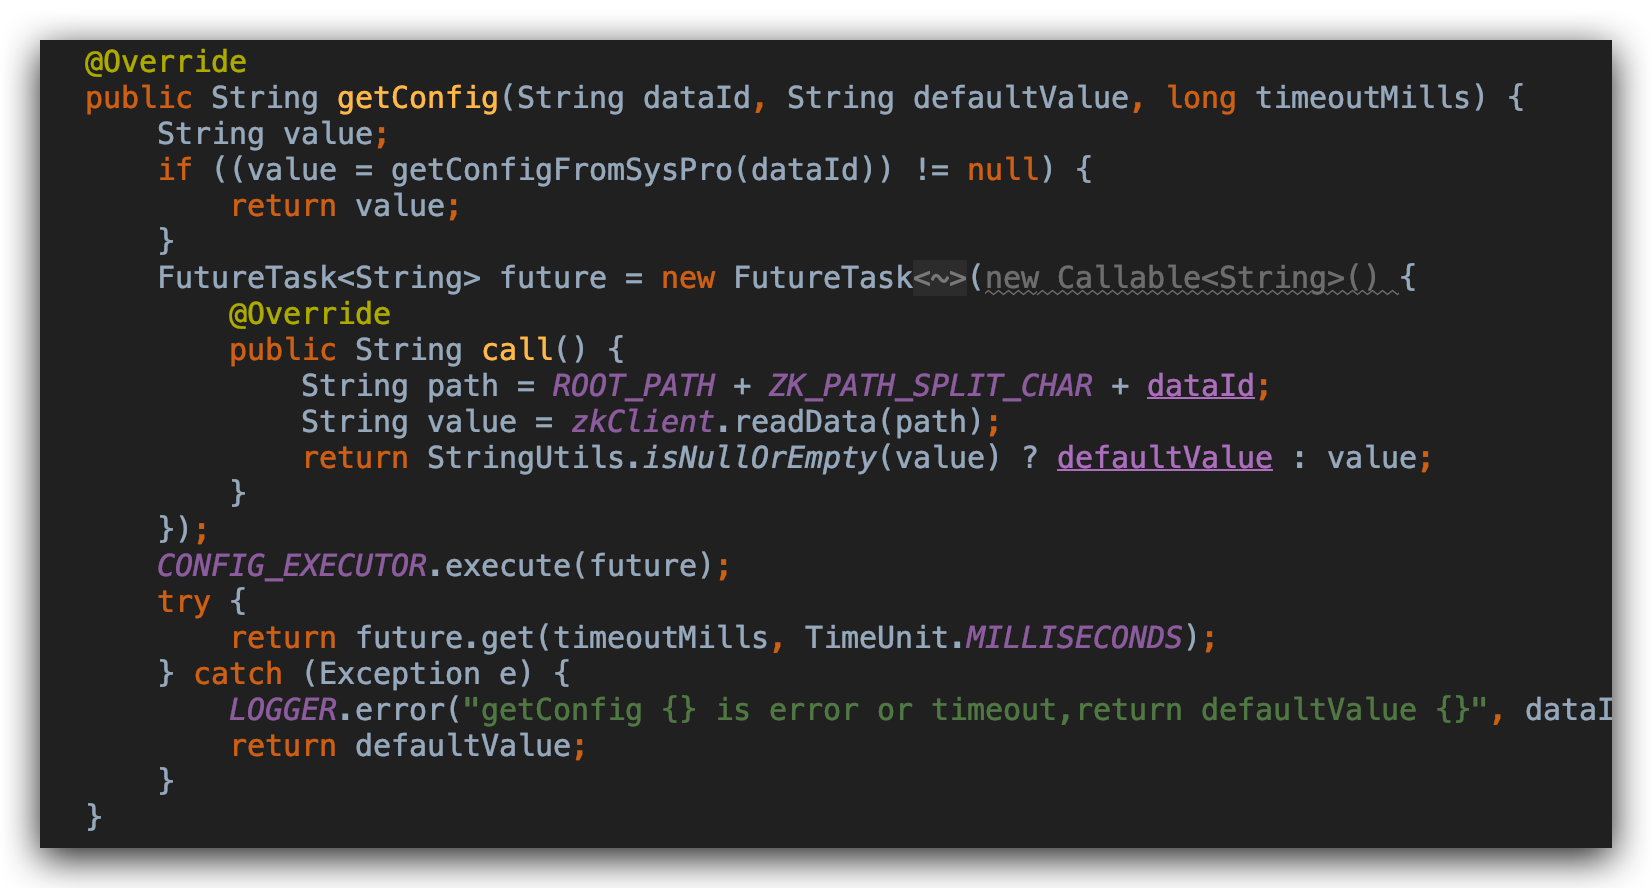 @Override
public String getConfig(String dataId, String defaultValue, long timeoutMills) {
    String value;
    if ((value = getConfigFromSysPro(dataId)) != null) {
        return value;
    }
    FutureTask<String> future = new FutureTask<~>(new Callable<String>() {
        @Override
        public String call() {
            String path = ROOT_PATH + ZK_PATH_SPLIT_CHAR + dataId;
            String value = zkClient.readData(path);
            return StringUtils.isNullOrEmpty(value) ? defaultValue : value;
        }
    });
    CONFIG_EXECUTOR.execute(future);
    try {
        return future.get(timeoutMills, TimeUnit.MILLISECONDS);
    } catch (Exception e) {
        LOGGER.error("getConfig {} is error or timeout,return defaultValue {}", dataI
        return defaultValue;
    }
}